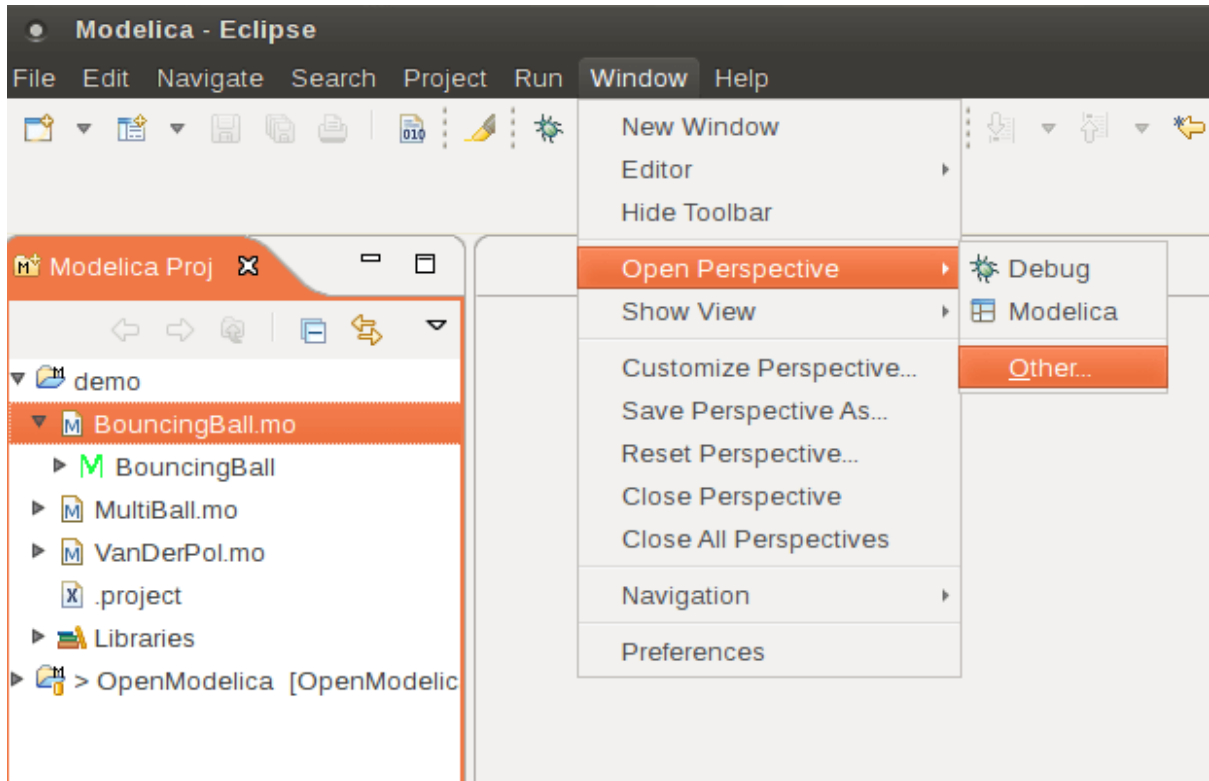 Modelica - Eclipse
File Edit Navigate Search Project Run Window Help
010
New Window
Editor
Hide Toolbar
Open Perspective
Show View
Customize Perspective...
Save Perspective As...
Reset Perspective...
Close Perspective
Close All Perspectives
Navigation
Preferences
Debug
Modelica
Other...
M Modelica Proj
M demo
M BouncingBall.mo
M BouncingBall
M MultiBall.mo
M VanDerPol.mo
X .project
Libraries
M > OpenModelica [OpenModelic